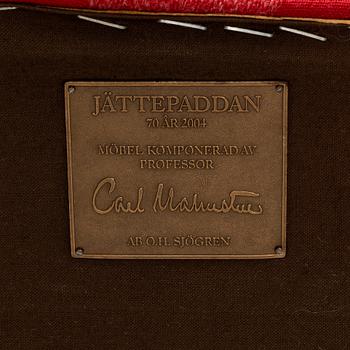 JÄTTEPADDAN
70 ÅR 2004
MÖBEL KOMPONERAD AV
PROFESSOR
Carl Malmsten
AB O.H. SJÖGREN